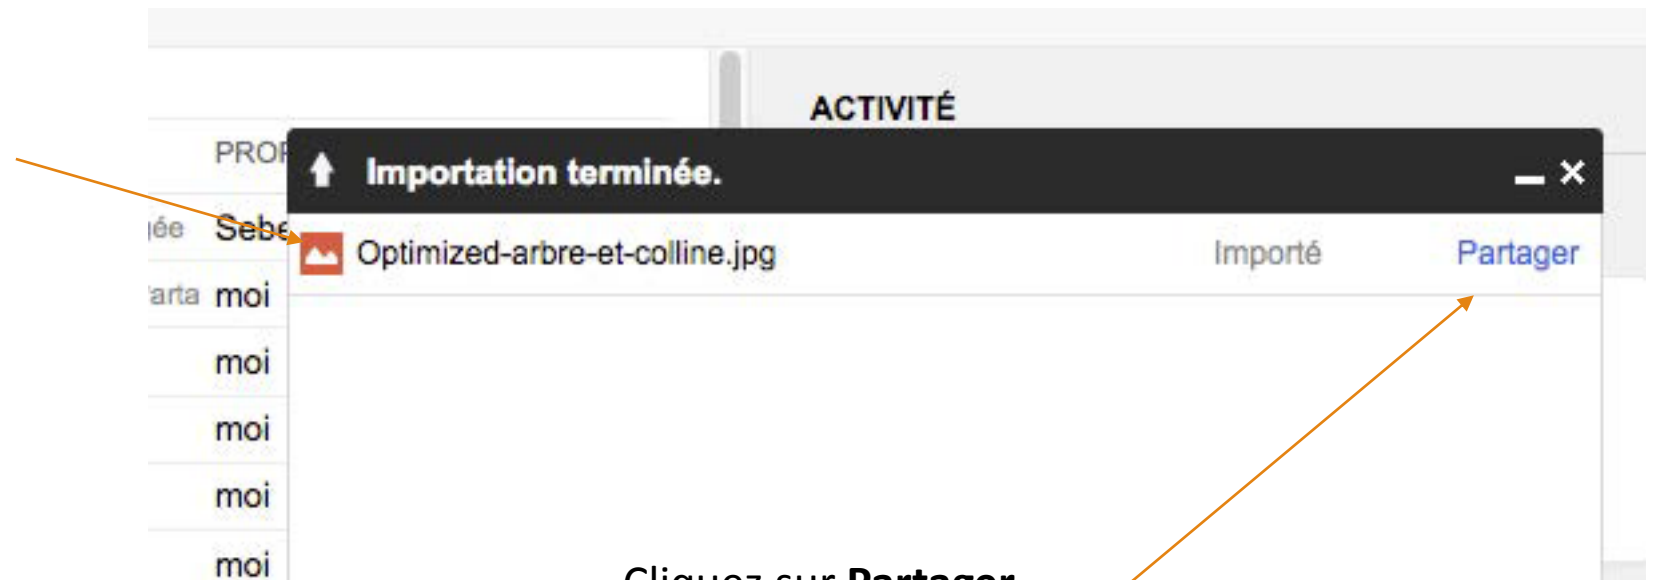 ACTIVITÉ
PROP
Importation terminée.
ée Sebe
Optimized-arbre-et-colline.jpg Importé Partager
arta moi
moi
moi
moi
moi
Cliquez sur Partager